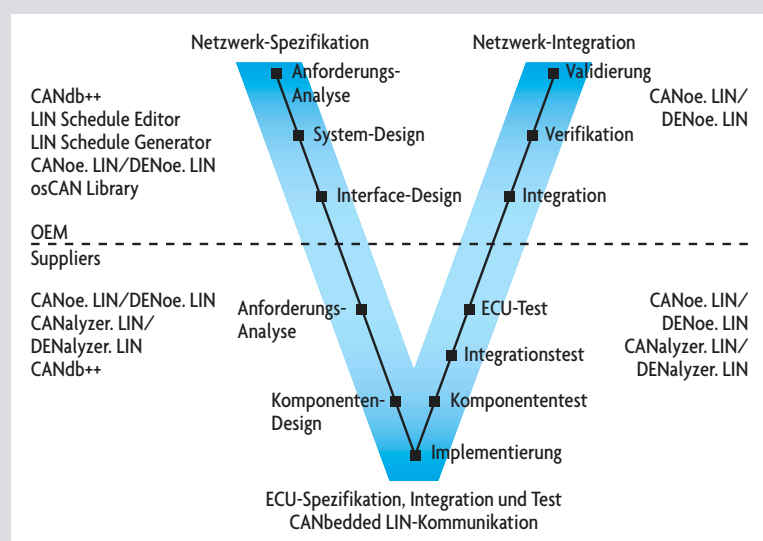 Netzwerk-Spezifikation
Netzwerk-Integration
Anforderungs-
Analyse
Validierung
CANdb++
LIN Schedule Editor
LIN Schedule Generator
CANoe. LIN/DENoe. LIN
osCAN Library
CANoe. LIN/
DENoe. LIN
System-Design
Verifikation
Interface-Design
Integration
OEM
Suppliers
CANoe. LIN/DENoe. LIN
CANalyzer. LIN/
DENalyzer. LIN
CANdb++
Anforderungs-
Analyse
ECU-Test
Integrationstest
CANoe. LIN/
DENoe. LIN
CANalyzer. LIN/
DENalyzer. LIN
Komponenten-
Design
Komponententest
Implementierung
ECU-Spezifikation, Integration und Test
CANbedded LIN-Kommunikation